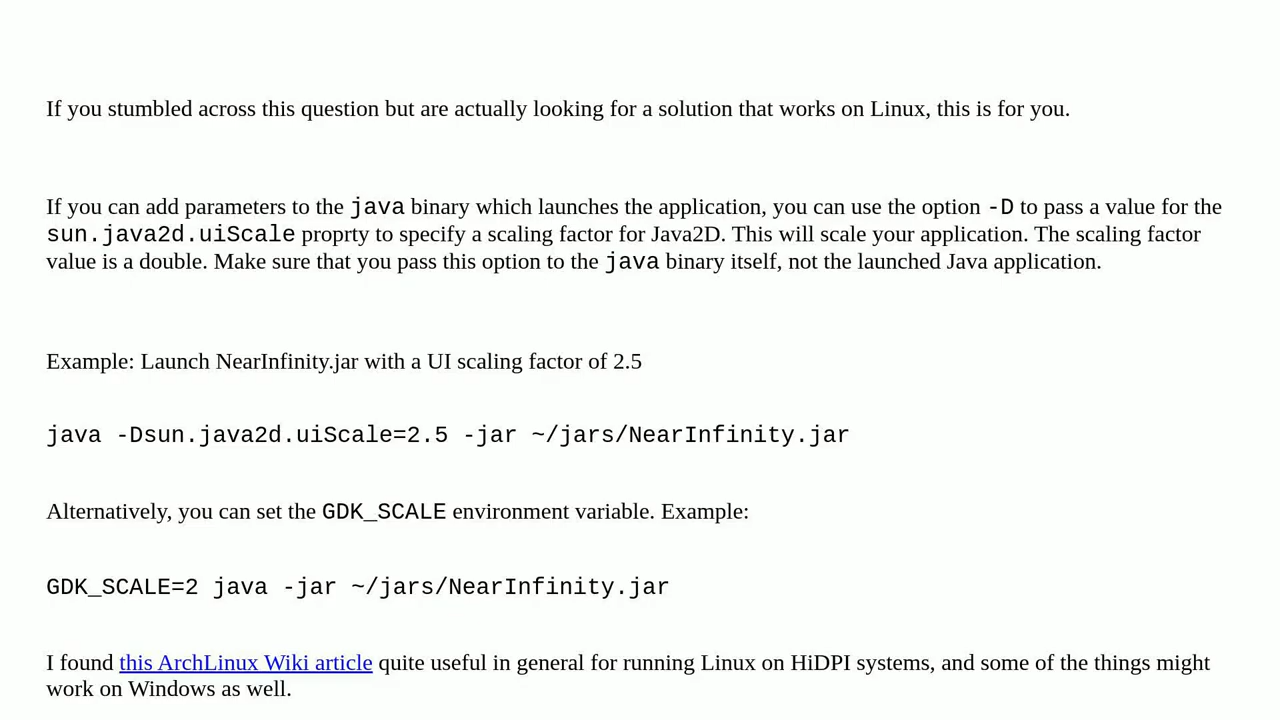 If you stumbled across this question but are actually looking for a solution that works on Linux, this is for you.
If you can add parameters to the java binary which launches the application, you can use the option -D to pass a value for the
sun.java2d.uiScale proprty to specify a scaling factor for Java2D. This will scale your application. The scaling factor
value is a double. Make sure that you pass this option to the java binary itself, not the launched Java application.
Example: Launch NearInfinity.jar with a UI scaling factor of 2.5
java -Dsun.java2d.uiScale=2.5 -jar ~/jars/NearInfinity.jar
Alternatively, you can set the GDK_SCALE environment variable. Example:
GDK_SCALE=2 java -jar ~/jars/NearInfinity.jar
I found this ArchLinux Wiki article quite useful in general for running Linux on HiDPI systems, and some of the things might
work on Windows as well.